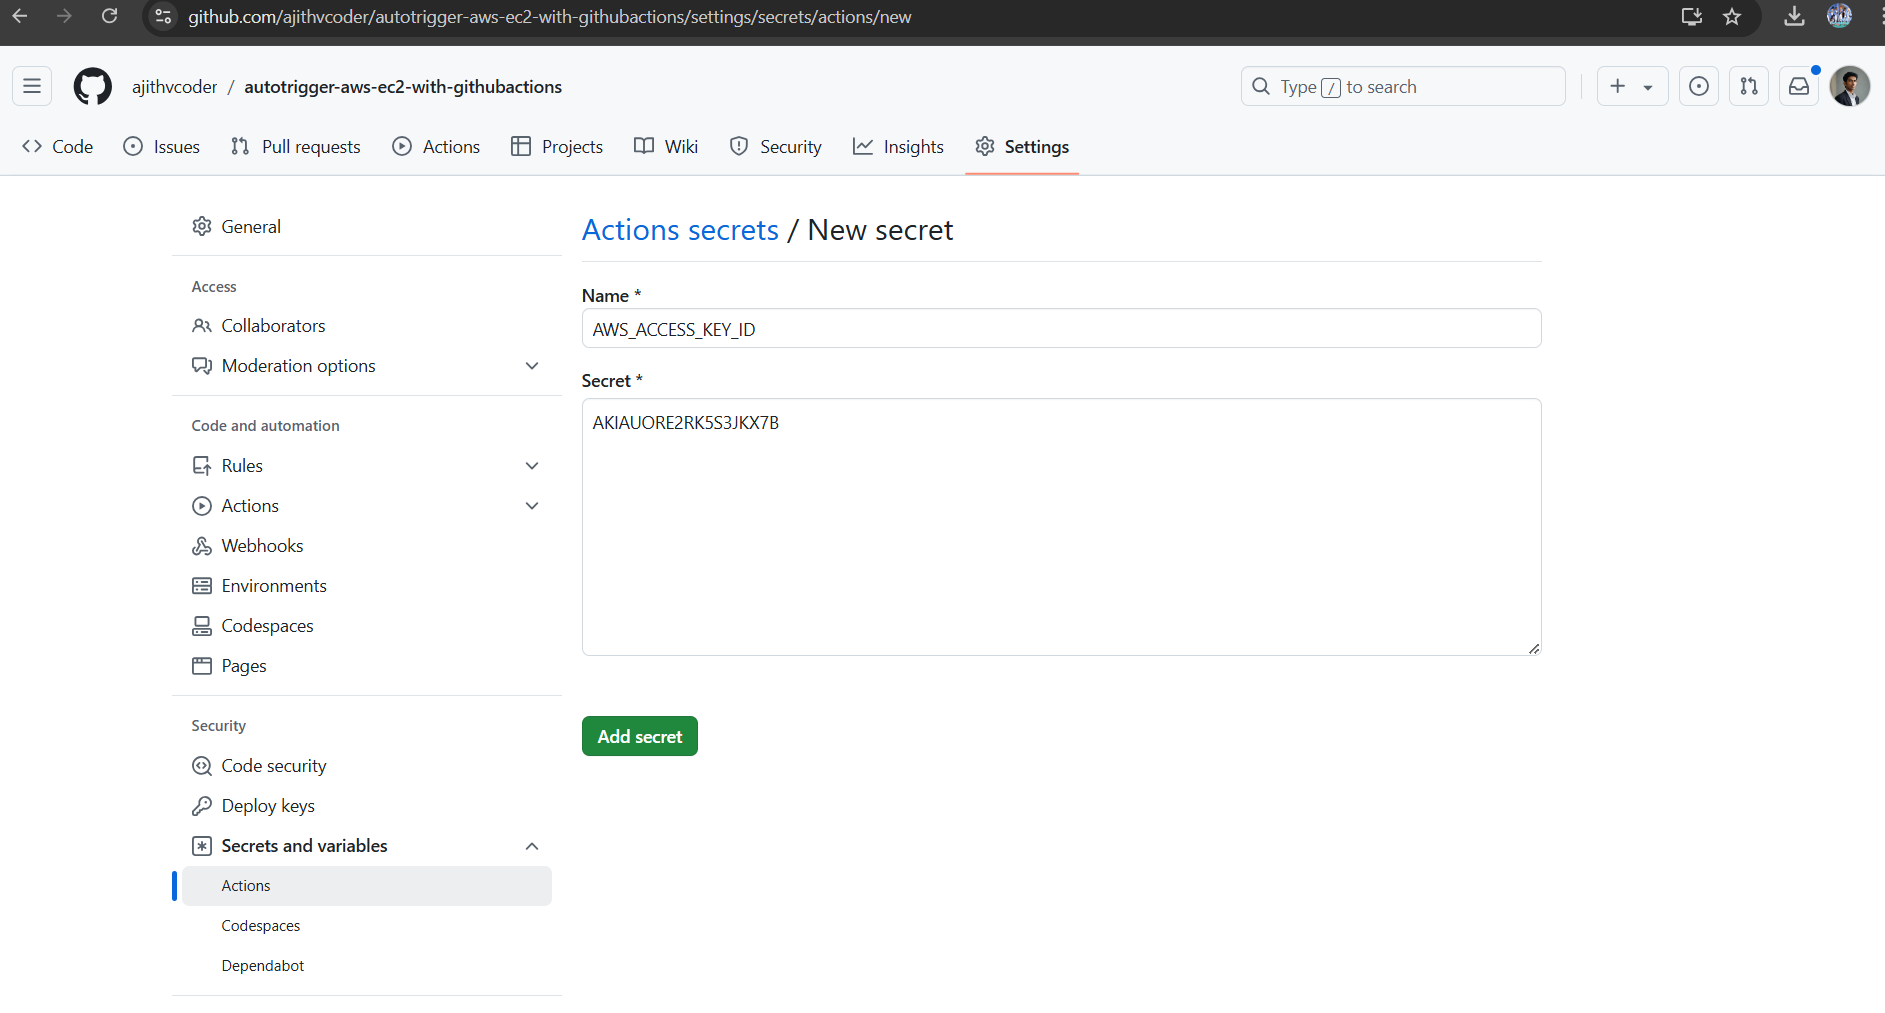 github.com/ajithvcoder/autotrigger-aws-ec2-with-githubactions/settings/secrets/actions/new
ajithvcoder / autotrigger-aws-ec2-with-githubactions
Type / to search
Code Issues Pull requests Actions Projects Wiki Security Insights Settings
General
Access
Collaborators
Moderation options
Code and automation
Rules
Actions
Webhooks
Environments
Codespaces
Pages
Security
Code security
Deploy keys
Secrets and variables
Actions
Codespaces
Dependabot
Actions secrets / New secret
Name *
AWS_ACCESS_KEY_ID
Secret *
AKIAUORE2RK5S3JKX7B
Add secret